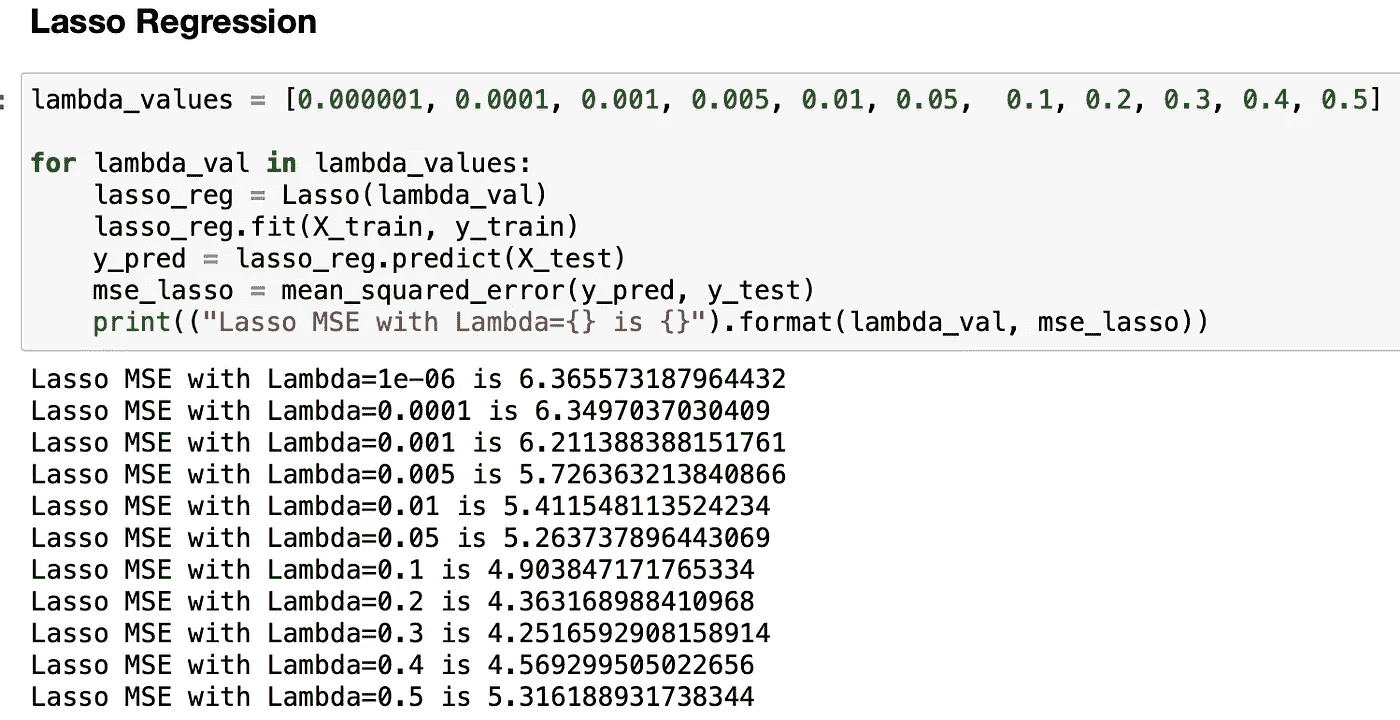 Lasso Regression
:
lambda_values = [0.000001, 0.0001, 0.001, 0.005, 0.01, 0.05,  0.1, 0.2, 0.3, 0.4, 0.5]
for lambda_val in lambda_values:
    lasso_reg = Lasso(lambda_val)
    lasso_reg.fit(X_train, y_train)
    y_pred = lasso_reg.predict(X_test)
    mse_lasso = mean_squared_error(y_pred, y_test)
    print(("Lasso MSE with Lambda={} is {}").format(lambda_val, mse_lasso))
Lasso MSE with Lambda=1e-06 is 6.365573187964432
Lasso MSE with Lambda=0.0001 is 6.3497037030409
Lasso MSE with Lambda=0.001 is 6.211388388151761
Lasso MSE with Lambda=0.005 is 5.726363213840866
Lasso MSE with Lambda=0.01 is 5.411548113524234
Lasso MSE with Lambda=0.05 is 5.263737896443069
Lasso MSE with Lambda=0.1 is 4.903847171765334
Lasso MSE with Lambda=0.2 is 4.363168988410968
Lasso MSE with Lambda=0.3 is 4.2516592908158914
Lasso MSE with Lambda=0.4 is 4.569299505022656
Lasso MSE with Lambda=0.5 is 5.316188931738344